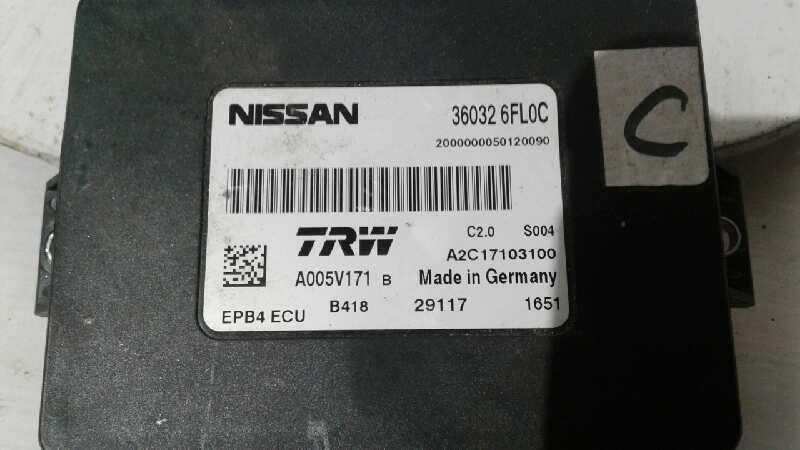 NISSAN 36032 6FL0C
2000000050120090
C
TRW C2.0 S004
A2C17103100
A005V171 B Made in Germany
EPB4 ECU B418 29117 1651